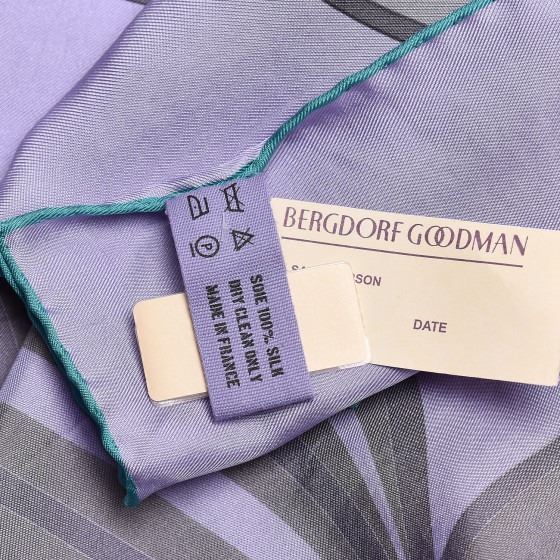 BERGDORF GOODMAN
DATE
SOIE 100% SILK
DRY CLEAN ONLY
MADE IN FRANCE
P